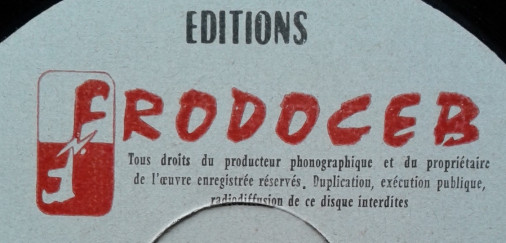 EDITIONS
FRODOCEB
Tous droits du producteur phonographique et du propriétaire
de l'œuvre enregistrée réservés. Duplication, exécution publique,
radiodiffusion de ce disque interdites